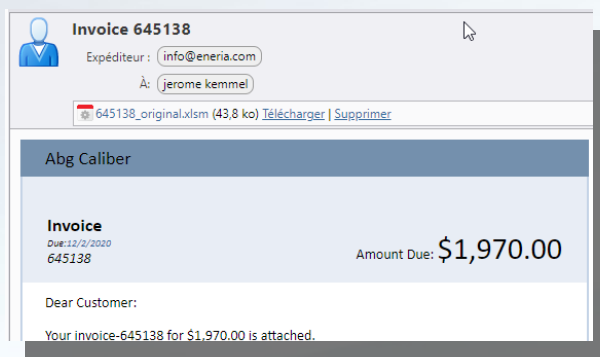 Invoice 645138
Expéditeur : info@eneria.com
À: jerome kemmel
645138_original.xlsm (43,8 ko) Télécharger | Supprimer
Abg Caliber
Invoice
Due:12/2/2020
645138
Amount Due: $1,970.00
Dear Customer:
Your invoice-645138 for $1,970.00 is attached.